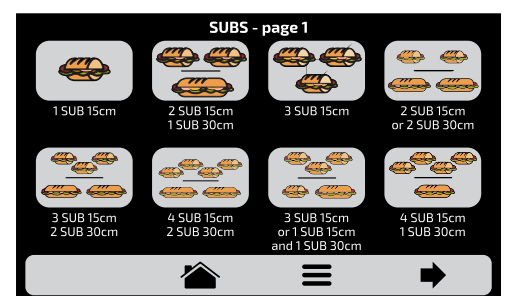 SUBS - page 1
1 SUB 15cm
2 SUB 15cm
1 SUB 30cm
3 SUB 15cm
2 SUB 15cm
or 2 SUB 30cm
3 SUB 15cm
2 SUB 30cm
4 SUB 15cm
2 SUB 30cm
3 SUB 15cm
or 1 SUB 15cm
and 1 SUB 30cm
4 SUB 15cm
1 SUB 30cm